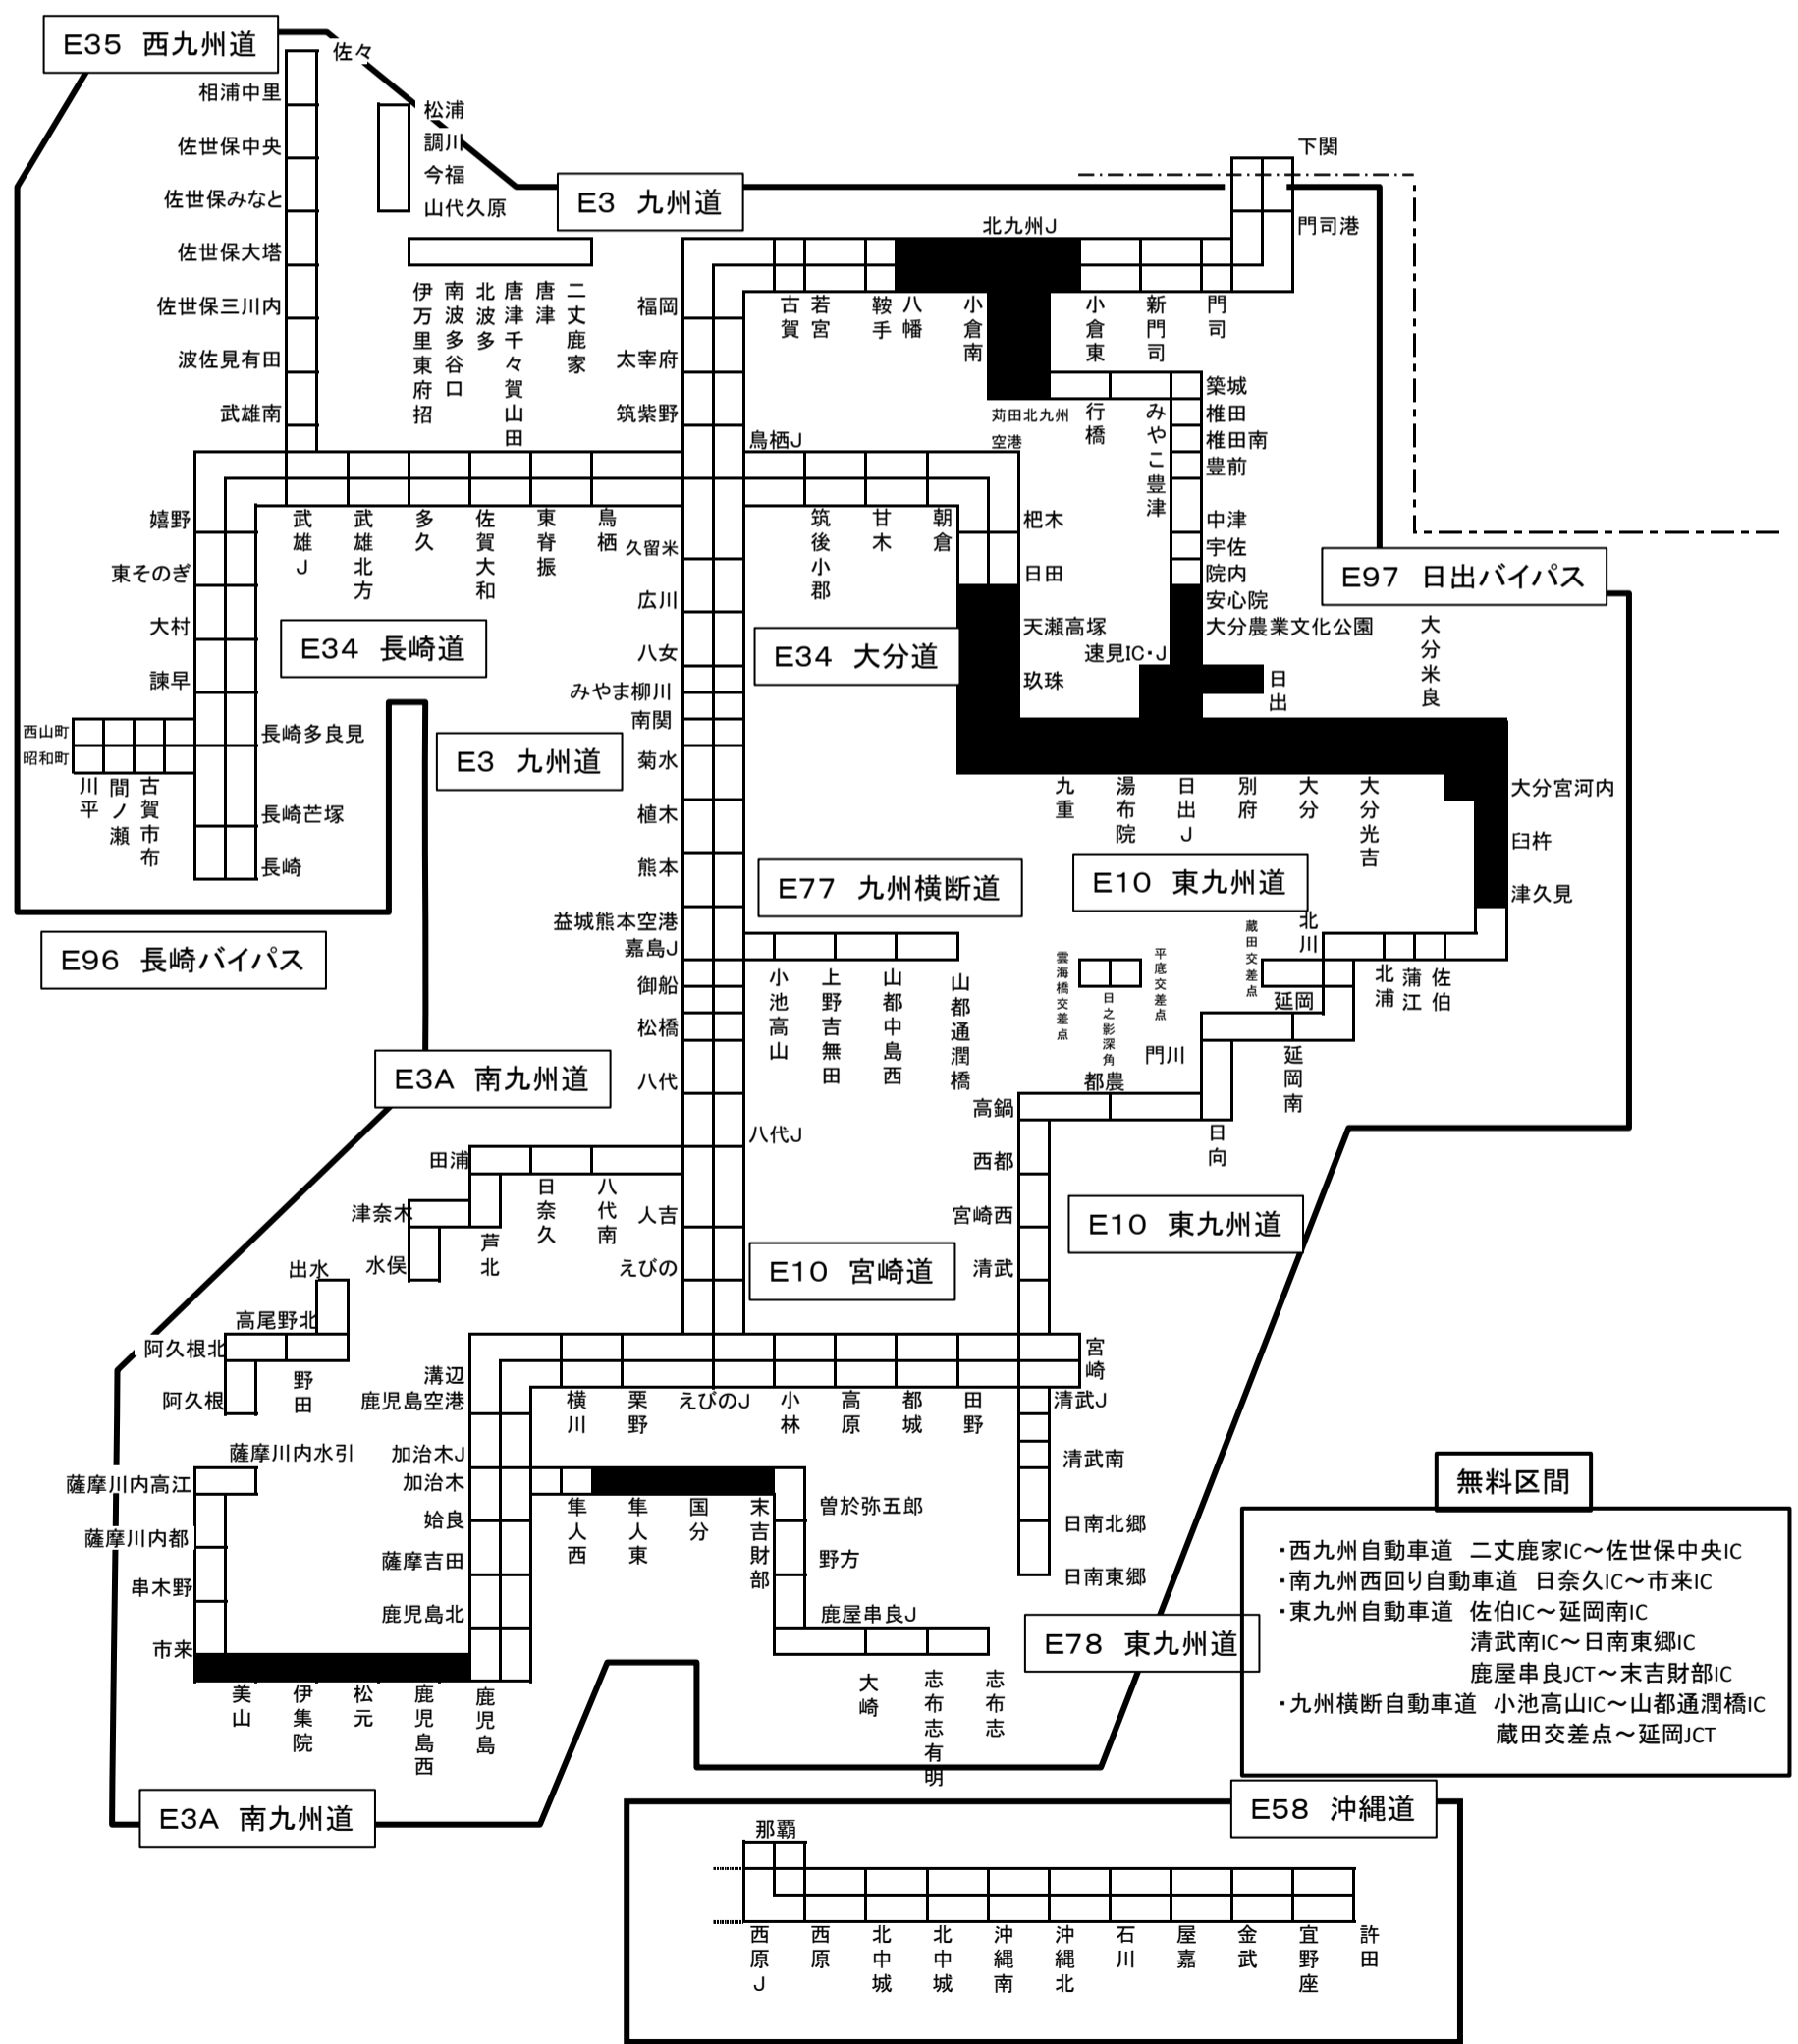 E35 西九州道
佐々
相浦中里
佐世保中央
佐世保みなと
佐世保大塔
佐世保三川内
波佐見有田
武雄南
松浦
調川
今福
山代久原
伊万里東府招
南波多谷口
北波多
唐津千々賀山田
唐津
二丈鹿家
E3 九州道
下関
門司港
北九州J
古賀
若宮
鞍手
八幡
小倉南
小倉東
新門司
門司
福岡
太宰府
筑紫野
鳥栖J
苅田北九州
空港
行橋
みやこ豊津
築城
椎田
椎田南
豊前
中津
宇佐
院内
安心院
大分農業文化公園
速見IC・J
日出
E97 日出バイパス
大分米良
嬉野
東そのぎ
大村
諫早
西山町
昭和町
長崎多良見
川平
間ノ瀬
古賀市布
長崎芒塚
長崎
武雄J
武雄北方
多久
佐賀大和
東脊振
鳥栖
久留米
筑後小郡
甘木
朝倉
杷木
日田
天瀬高塚
玖珠
E34 長崎道
E34 大分道
広川
八女
みやま柳川
南関
菊水
植木
熊本
益城熊本空港
嘉島J
御船
松橋
八代
八代J
人吉
えびの
E3 九州道
九重
湯布院
日出J
別府
大分
大分光吉
大分宮河内
臼杵
津久見
E77 九州横断道
E10 東九州道
E96 長崎バイパス
小池高山
上野吉無田
山都中島西
山都通潤橋
雲海橋交差点
日之影深角
平底交差点
蔵田交差点
北川
北浦
蒲江
佐伯
延岡
延岡南
門川
都農
日向
高鍋
西都
宮崎西
清武
E3A 南九州道
田浦
日奈久
八代南
津奈木
芦北
水俣
E10 東九州道
E10 宮崎道
出水
高尾野北
阿久根北
野田
阿久根
溝辺
鹿児島空港
横川
栗野
えびのJ
小林
高原
都城
田野
宮崎
清武J
清武南
日南北郷
日南東郷
薩摩川内水引
薩摩川内高江
薩摩川内都
串木野
市来
加治木J
加治木
姶良
薩摩吉田
鹿児島北
美山
伊集院
松元
鹿児島西
鹿児島
隼人西
隼人東
国分
末吉財部
曽於弥五郎
野方
鹿屋串良J
大崎
志布志有明
志布志
E78 東九州道
E3A 南九州道
無料区間
・西九州自動車道 二丈鹿家IC～佐世保中央IC
・南九州西回り自動車道 日奈久IC～市来IC
・東九州自動車道 佐伯IC～延岡南IC
清武南IC～日南東郷IC
鹿屋串良JCT～末吉財部IC
・九州横断自動車道 小池高山IC～山都通潤橋IC
蔵田交差点～延岡JCT
E58 沖縄道
那覇
西原J
西原
北中城
北中城
沖縄南
沖縄北
石川
屋嘉
金武
宜野座
許田